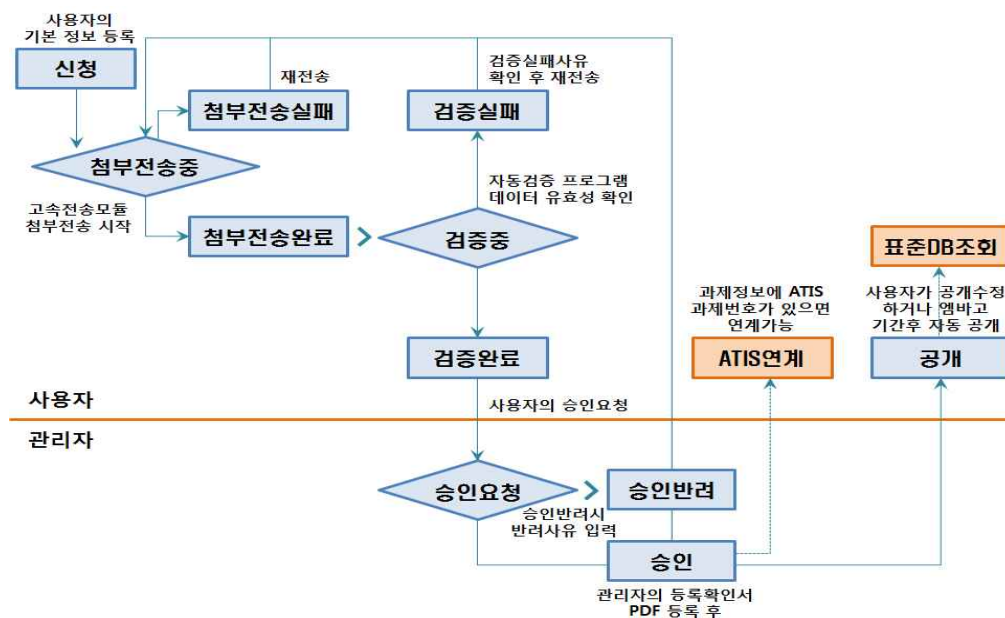 사용자의
기본 정보 등록
신청
재전송
검증실패사유
확인 후 재전송
첨부전송실패
검증실패
첨부전송중
자동검증 프로그램
데이터 유효성 확인
고속전송모듈
첨부전송 시작
첨부전송완료
검증중
표준DB조회
과제정보에 ATIS
과제번호가 있으면
연계가능
사용자가 공개수정
하거나 엠바고
기간후 자동 공개
검증완료
ATIS연계
공개
사용자
사용자의 승인요청
관리자
승인요청
승인반려
승인반려시
반려사유 입력
승인
관리자의 등록확인서
PDF 등록 후